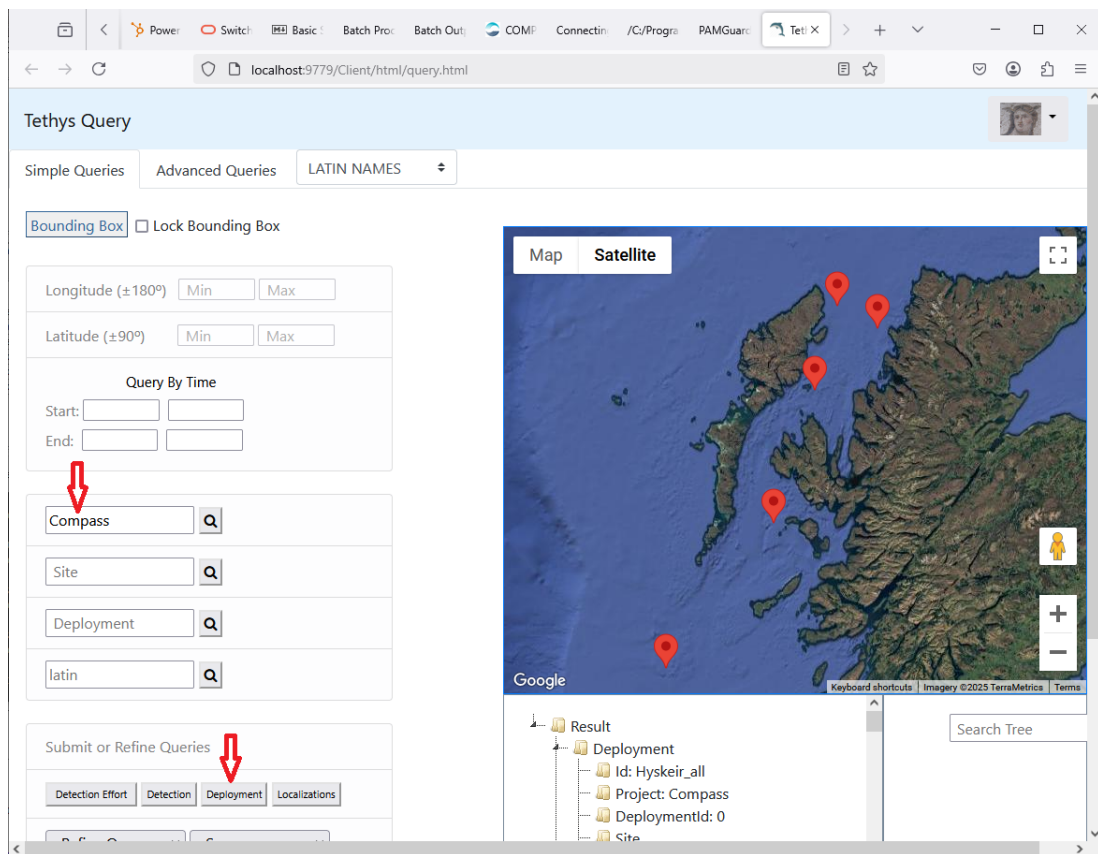 Power
Switch
Basic
Batch Proc
Batch Out
COMP
Connectin
/C:/Progra
PAMGuard
Tet
localhost:9779/Client/html/query.html
Tethys Query
Simple Queries
Advanced Queries
LATIN NAMES
Bounding Box
Lock Bounding Box
Longitude (±180º) Min Max
Latitude (±90º) Min Max
Query By Time
Start:
End:
Compass
Site
Deployment
latin
Submit or Refine Queries
Detection Effort Detection Deployment Localizations
Map Satellite
Google
Keyboard shortcuts Imagery ©2025 TerraMetrics Terms
Result
Deployment
Id: Hyskeir_all
Project: Compass
DeploymentId: 0
Site
Search Tree